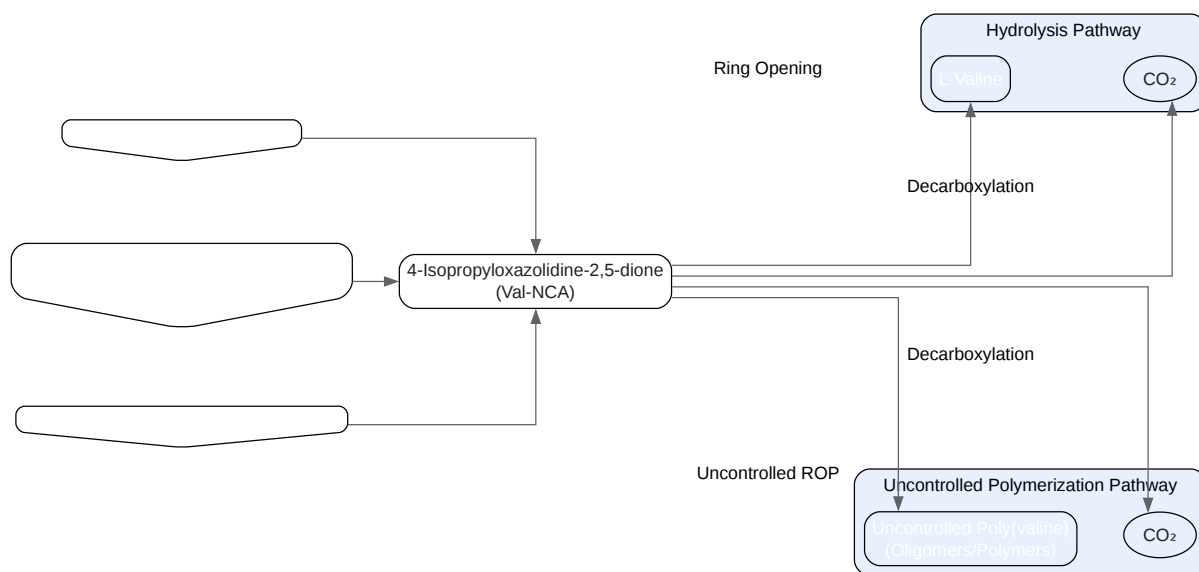 Hydrolysis Pathway
Ring Opening
L-Valine
CO₂
Decarboxylation
4-Isopropyloxazolidine-2,5-dione
(Val-NCA)
Decarboxylation
Uncontrolled ROP
Uncontrolled Polymerization Pathway
Uncontrolled Poly(valine)
(Oligomers/Polymers)
CO₂